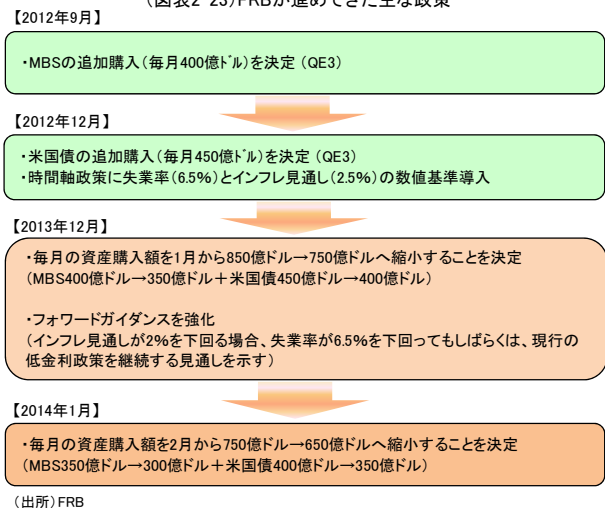 (図表2-23)FRBが進めてきた主な政策
【2012年9月】
・MBSの追加購入(毎月400億ドル)を決定 (QE3)
【2012年12月】
・米国債の追加購入(毎月450億ドル)を決定 (QE3)
・時間軸政策に失業率(6.5%)とインフレ見通し(2.5%)の数値基準導入
【2013年12月】
・毎月の資産購入額を1月から850億ドル→750億ドルへ縮小することを決定
(MBS400億ドル→350億ドル+米国債450億ドル→400億ドル)
・フォワードガイダンスを強化
(インフレ見通しが2%を下回る場合、失業率が6.5%を下回ってもしばらくは、現行の
低金利政策を継続する見通しを示す)
【2014年1月】
・毎月の資産購入額を2月から750億ドル→650億ドルへ縮小することを決定
(MBS350億ドル→300億ドル+米国債400億ドル→350億ドル)
(出所)FRB